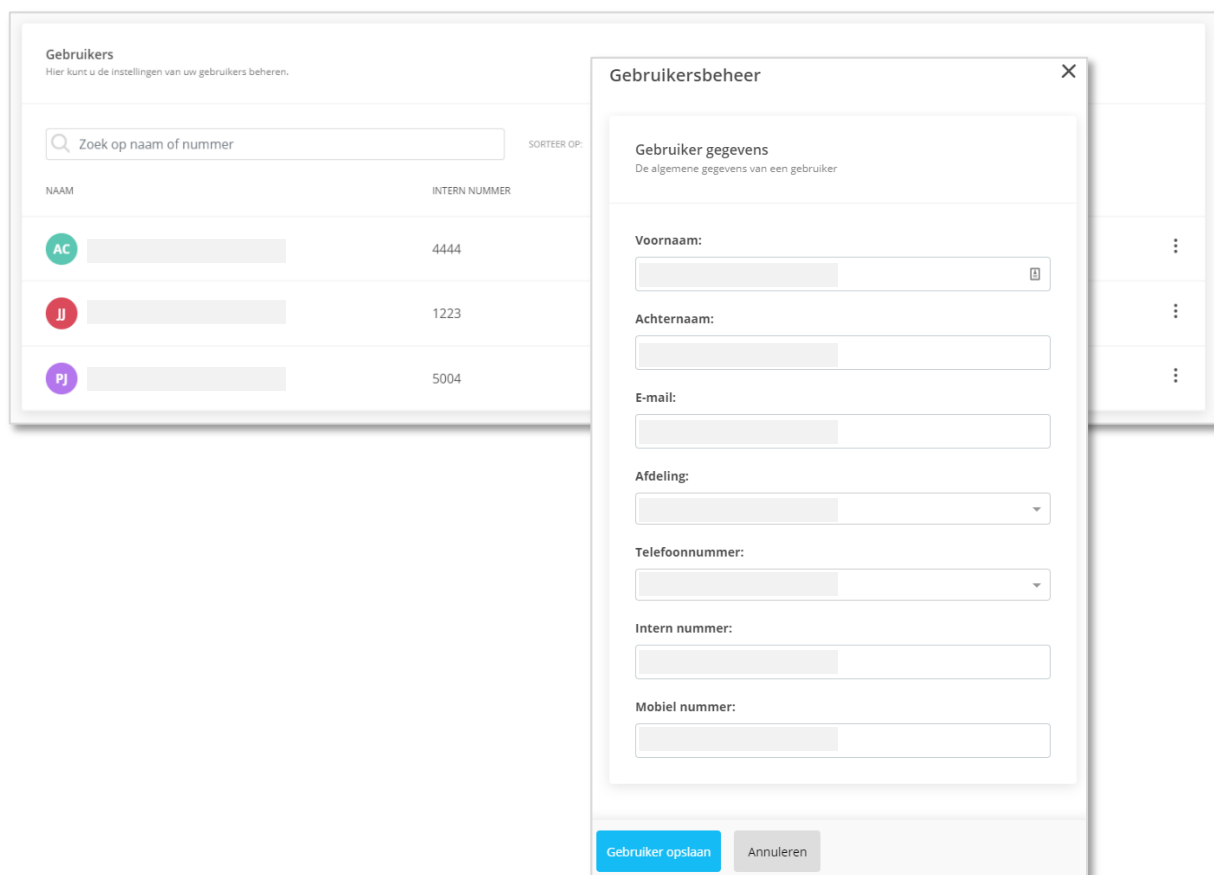 Gebruikers
Hier kunt u de instellingen van uw gebruikers beheren.
Zoek op naam of nummer
SORTEER OP:
NAAM
INTERN NUMMER
AC
4444
JJ
1223
PJ
5004
Gebruikersbeheer
Gebruiker gegevens
De algemene gegevens van een gebruiker
Voornaam:
Achternaam:
E-mail:
Afdeling:
Telefoonnummer:
Intern nummer:
Mobiel nummer:
Gebruiker opslaan
Annuleren